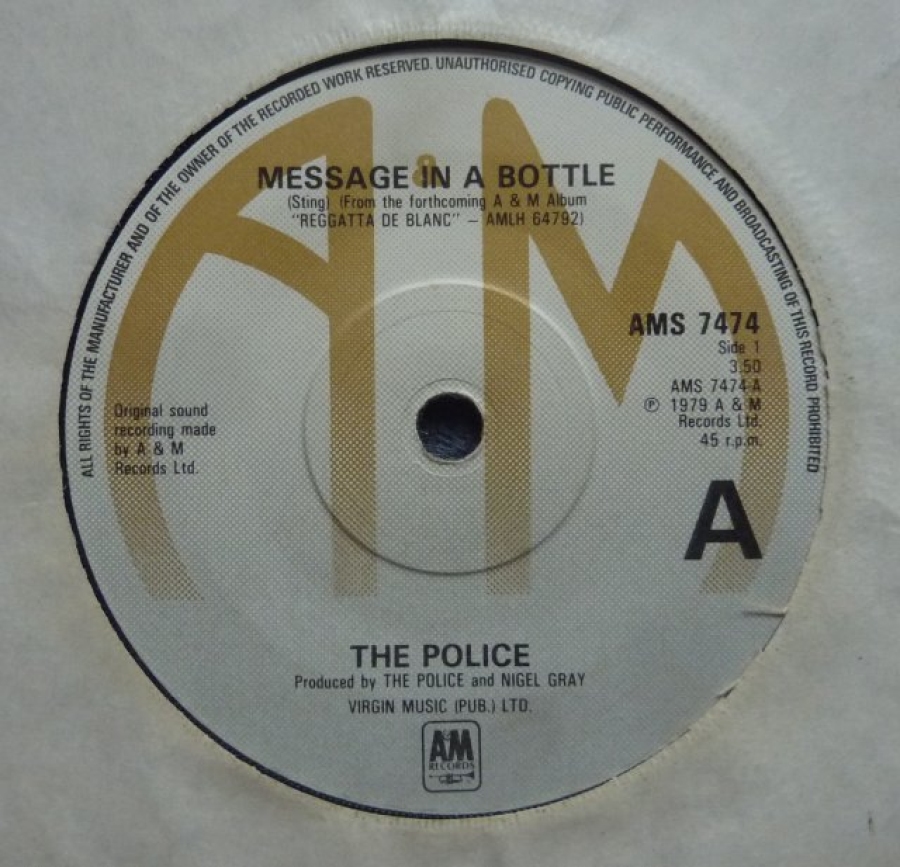 ALL RIGHTS OF THE MANUFACTURER AND OF THE OWNER OF THE RECORDED WORK RESERVED. UNAUTHORISED COPYING PUBLIC PERFORMANCE AND BROADCASTING OF THIS RECORD PROHIBITED
A&M
MESSAGE IN A BOTTLE
(Sting) (From the forthcoming A & M Album
"REGGATTA DE BLANC" – AMLH 64792)
AMS 7474
Side 1
3.50
AMS 7474-A
Ⓟ 1979 A & M
Records Ltd.
45 r.p.m.
Original sound
recording made
by A & M
Records Ltd.
A
THE POLICE
Produced by THE POLICE and NIGEL GRAY
VIRGIN MUSIC (PUB.) LTD.
A&M
RECORDS